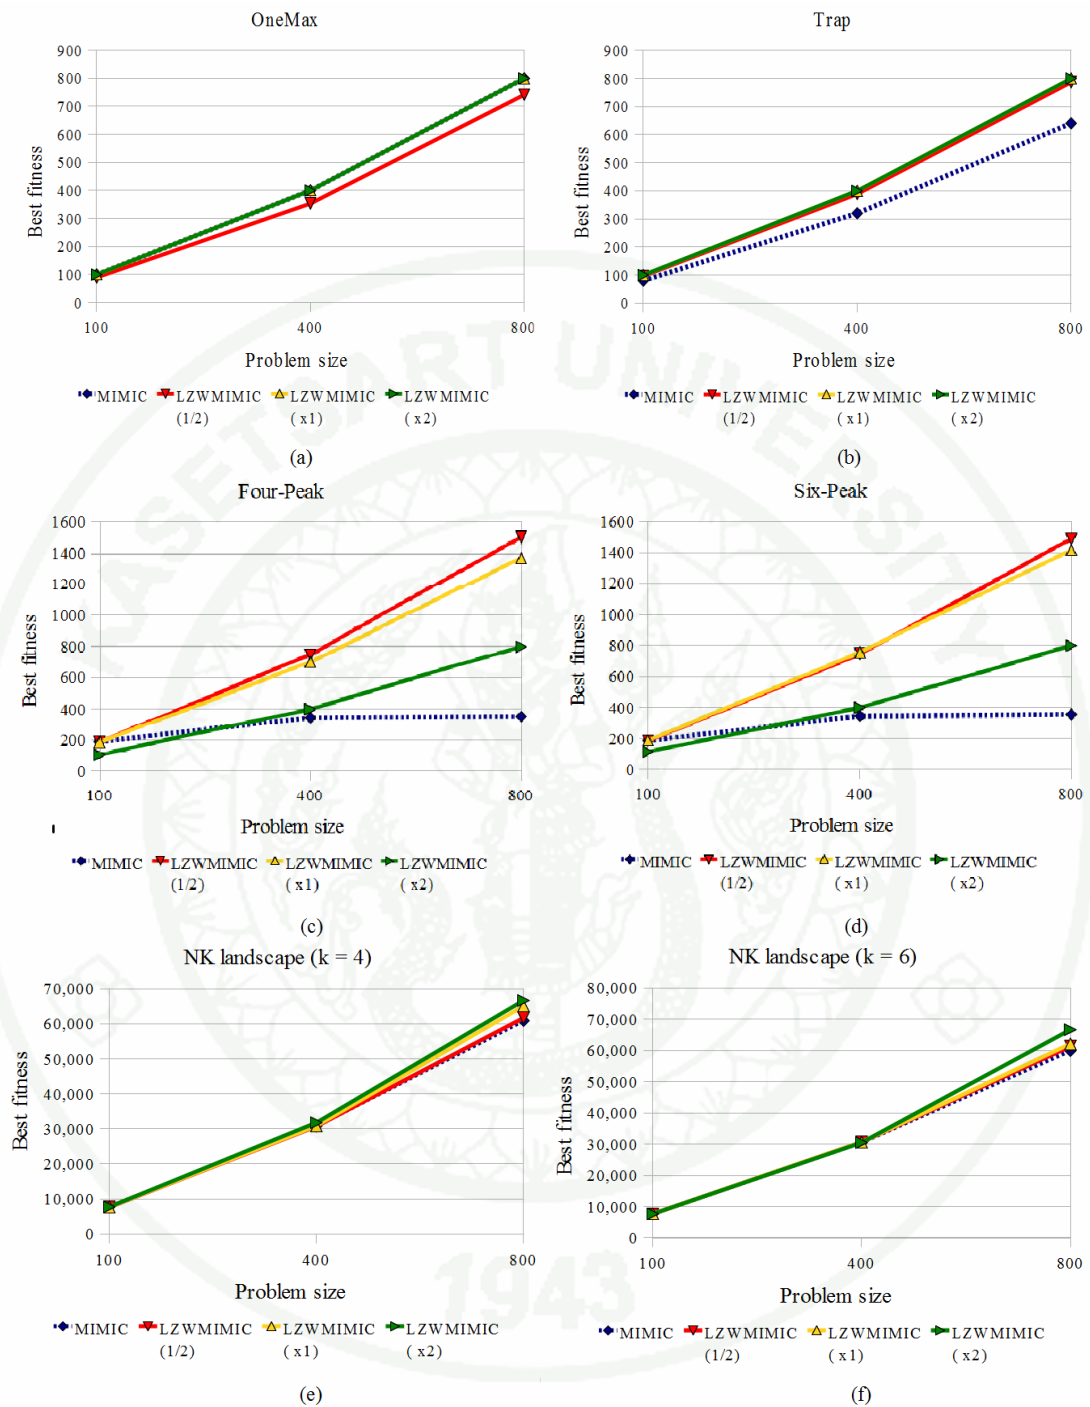 OneMax
900
800
700
600
500
400
300
200
100
0
Best fitness
100 400 800
Problem size
MIMIC LZWMIMIC (1/2) LZWMIMIC ( x1) LZWMIMIC ( x2)
(a)
Trap
900
800
700
600
500
400
300
200
100
0
Best fitness
100 400 800
Problem size
MIMIC LZWMIMIC (1/2) LZWMIMIC ( x1) LZWMIMIC ( x2)
(b)
Four-Peak
1600
1400
1200
1000
800
600
400
200
0
Best fitness
100 400 800
Problem size
MIMIC LZWMIMIC (1/2) LZWMIMIC ( x1) LZWMIMIC ( x2)
(c)
Six-Peak
1600
1400
1200
1000
800
600
400
200
0
Best fitness
100 400 800
Problem size
MIMIC LZWMIMIC (1/2) LZWMIMIC ( x1) LZWMIMIC ( x2)
(d)
NK landscape (k = 4)
70,000
60,000
50,000
40,000
30,000
20,000
10,000
0
Best fitness
100 400 800
Problem size
MIMIC LZWMIMIC (1/2) LZWMIMIC ( x1) LZWMIMIC ( x2)
(e)
NK landscape (k = 6)
80,000
70,000
60,000
50,000
40,000
30,000
20,000
10,000
0
Best fitness
100 400 800
Problem size
MIMIC LZWMIMIC (1/2) LZWMIMIC ( x1) LZWMIMIC ( x2)
(f)
KASETSART UNIVERSITY
1943